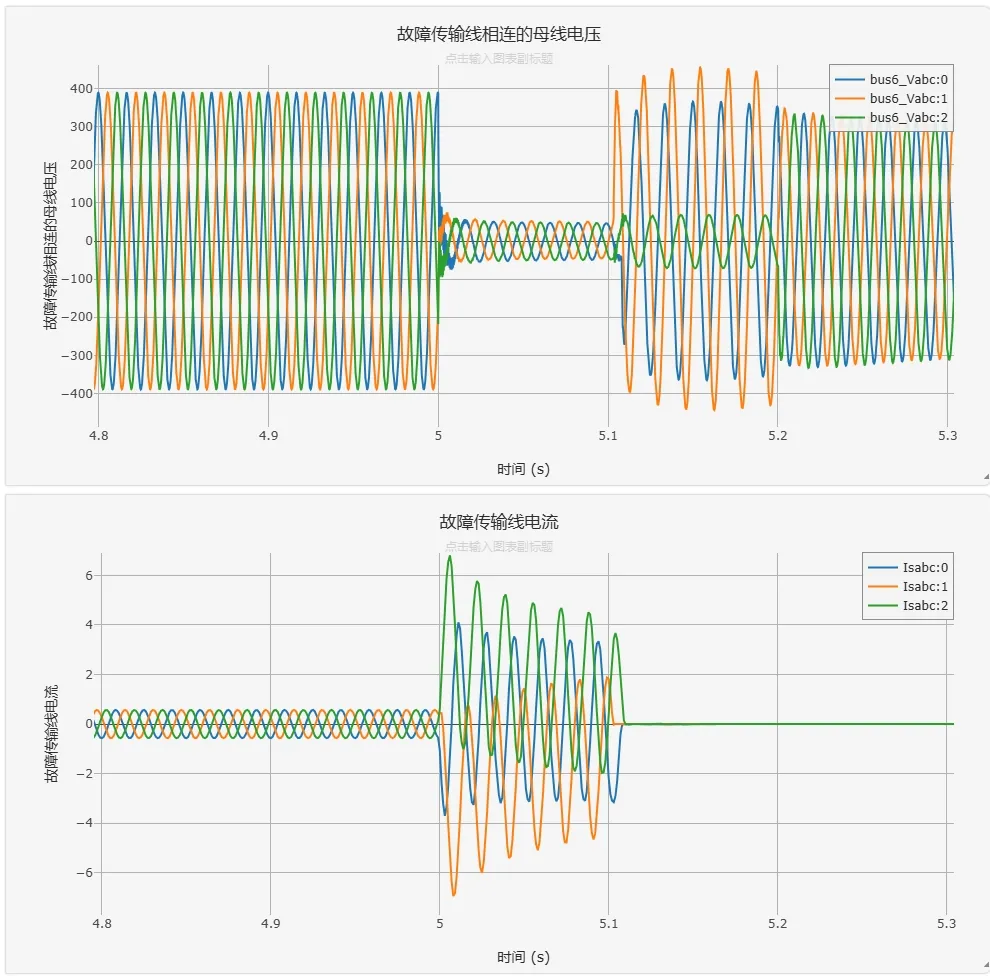 故障传输线相连的母线电压
点击输入图表副标题
bus6_Vabc:0
bus6_Vabc:1
bus6_Vabc:2
故障传输线相连的母线电压
400
300
200
100
0
−100
−200
−300
−400
4.8
4.9
5
5.1
5.2
5.3
时间 (s)
故障传输线电流
点击输入图表副标题
Isabc:0
Isabc:1
Isabc:2
故障传输线电流
6
4
2
0
−2
−4
−6
4.8
4.9
5
5.1
5.2
5.3
时间 (s)